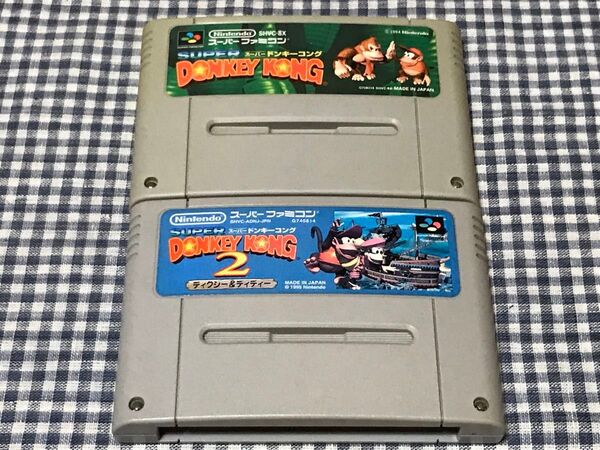 Nintendo SHVC-8X
スーパーファミコン
© 1994 Nintendo
SUPER スーパードンキーコング
DONKEY KONG
MADE IN JAPAN
Nintendo スーパーファミコン
SHVC-ADNJ-JPN
SUPER スーパードンキーコング
DONKEY KONG
2
ディクシー&ディディー
MADE IN JAPAN
© 1995 Nintendo